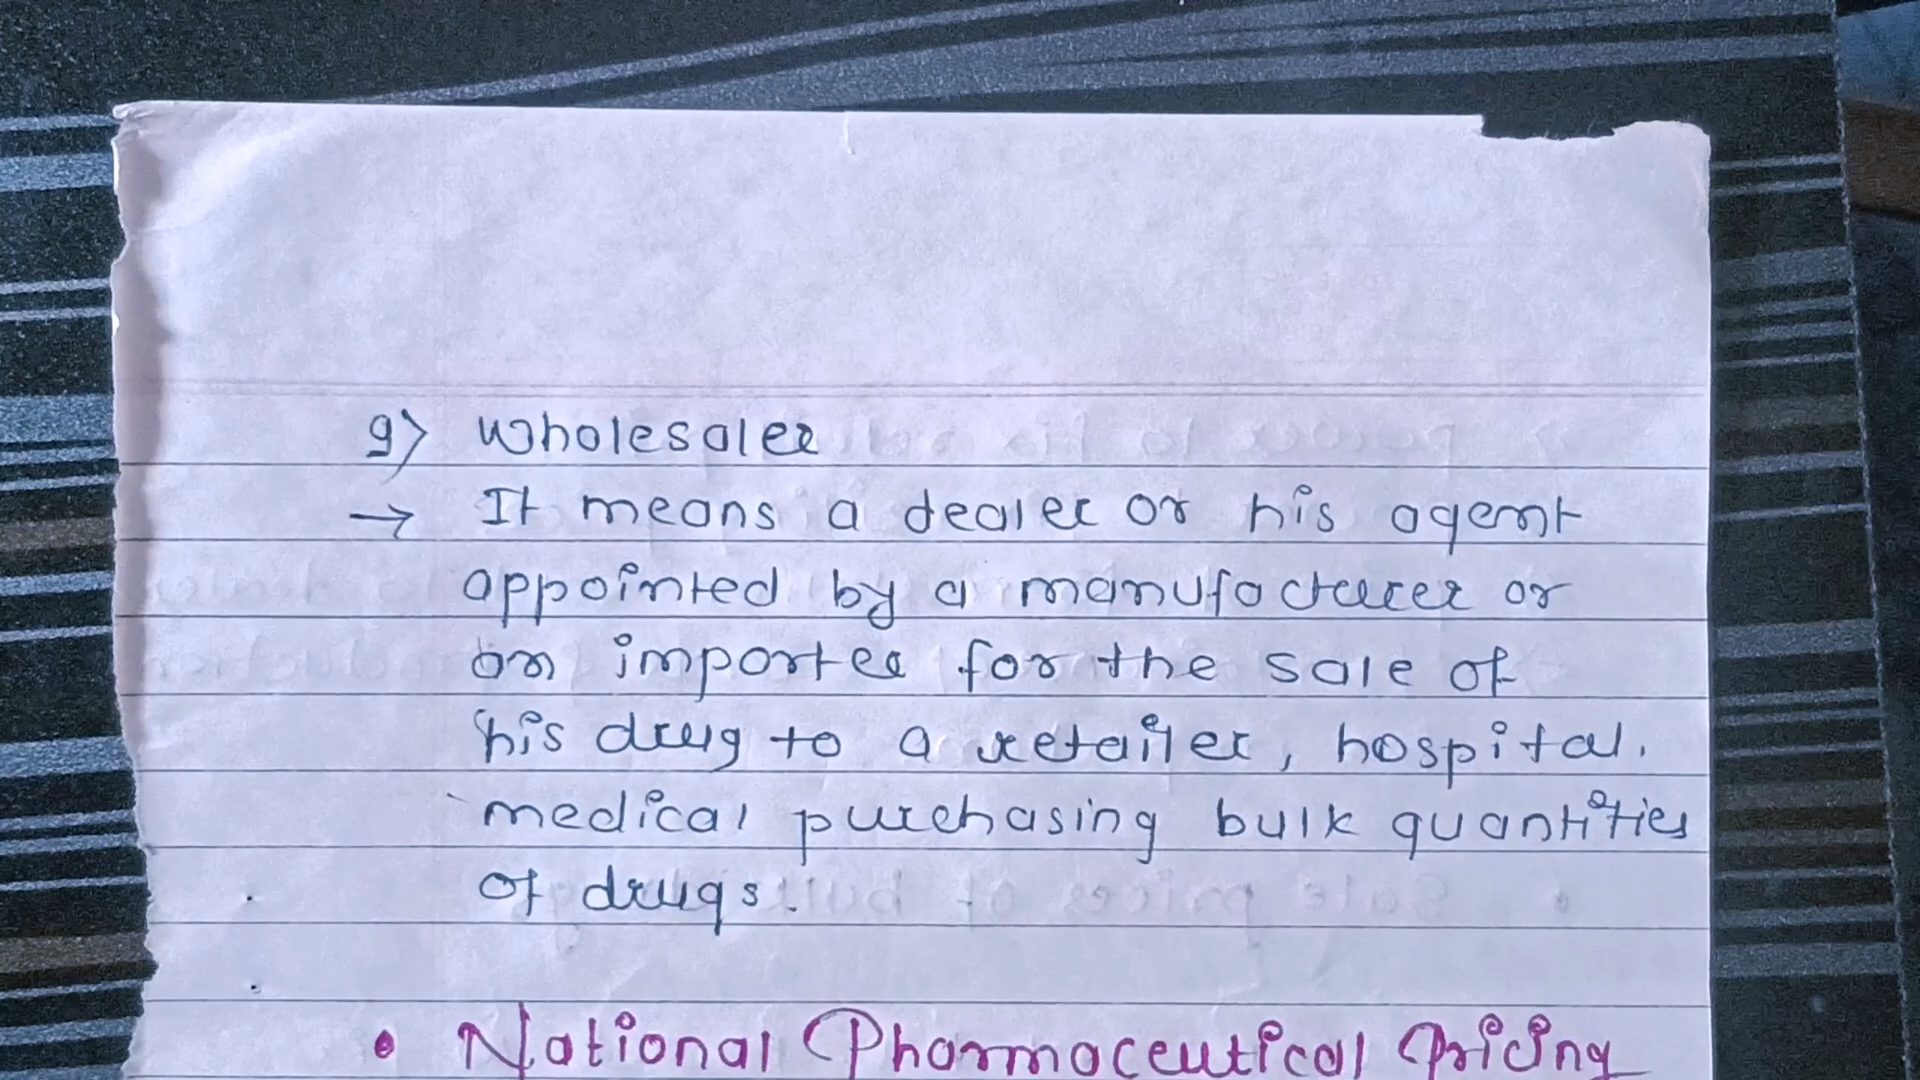 9) Wholesaler
→ It means a dealer or his agent
appointed by a manufacturer or
an importer for the sale of
his drug to a retailer, hospital.
medical purchasing bulk quantities
of drugs.
• National Pharmaceutical Pricing